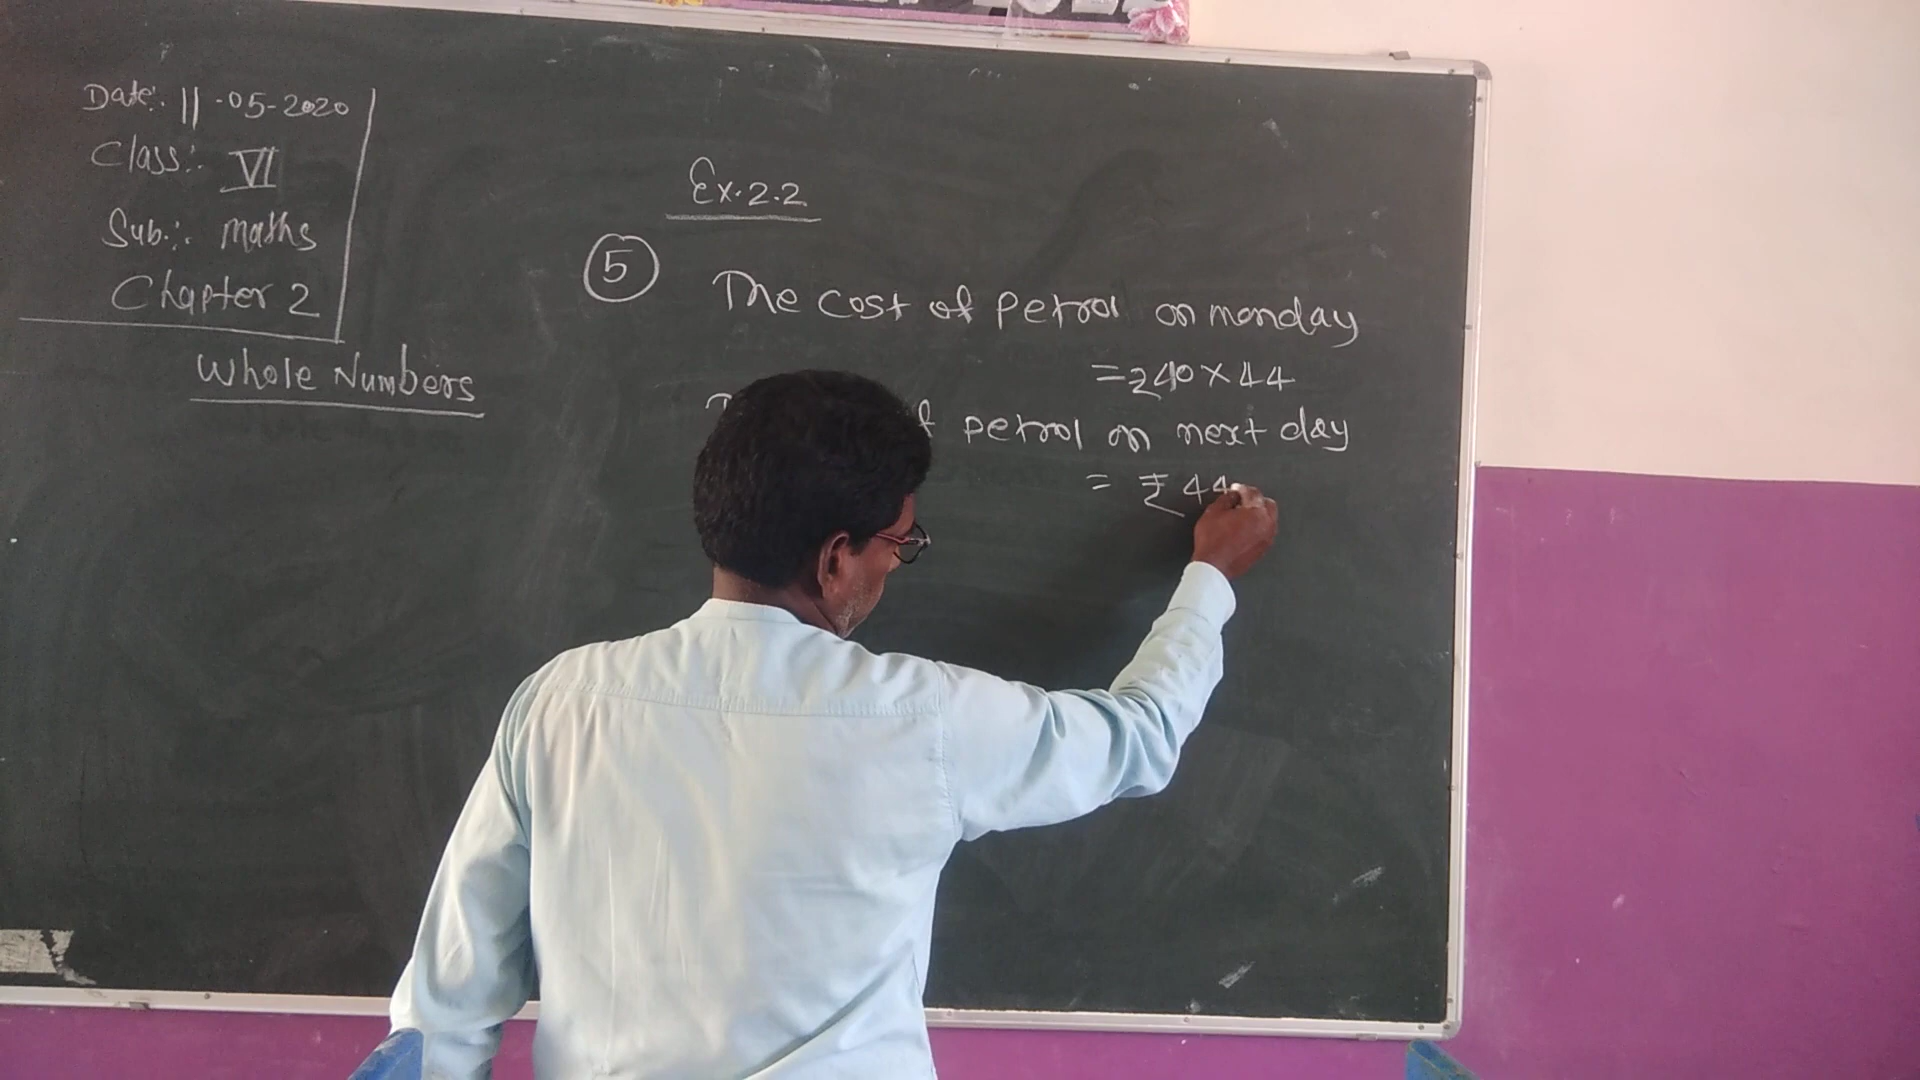 Date:. 11-05-2020
Class:. VI
Sub.:. Maths
Chapter 2
Whole Numbers
Ex.2.2
5 The cost of petrol on monday
= 240 × 44
petrol on next day
= ₹ 44